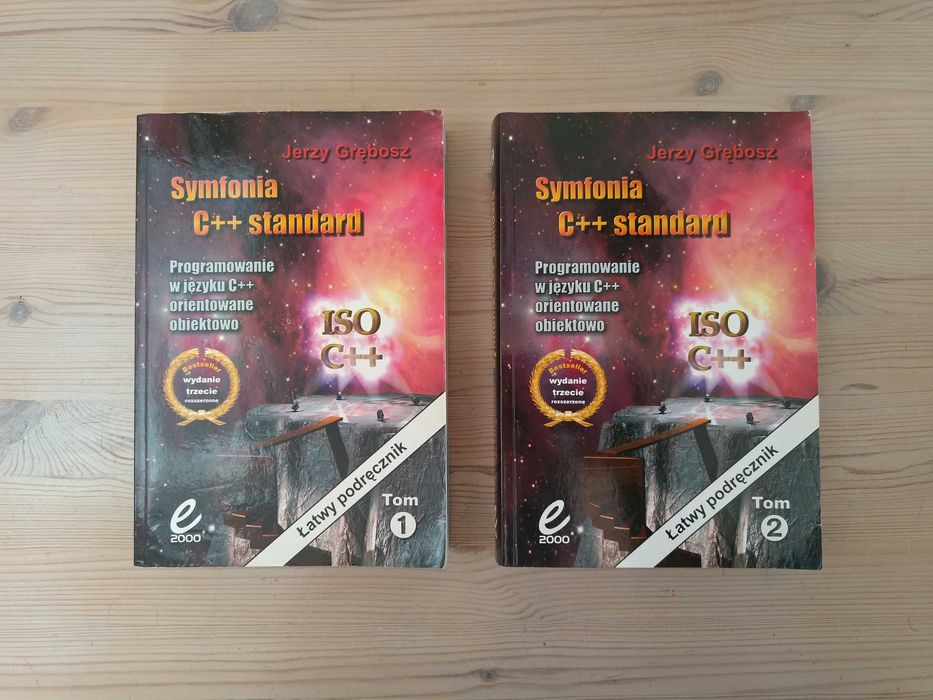 Jerzy Grębosz
Symfonia
C++ standard
Programowanie
w języku C++
orientowane
obiektowo
ISO
C++
Bestseller
wydanie
trzecie
rozszerzone
Łatwy podręcznik
Tom
1
e
2000
Jerzy Grębosz
Symfonia
C++ standard
Programowanie
w języku C++
orientowane
obiektowo
ISO
C++
Bestseller
wydanie
trzecie
rozszerzone
Łatwy podręcznik
Tom
2
e
2000